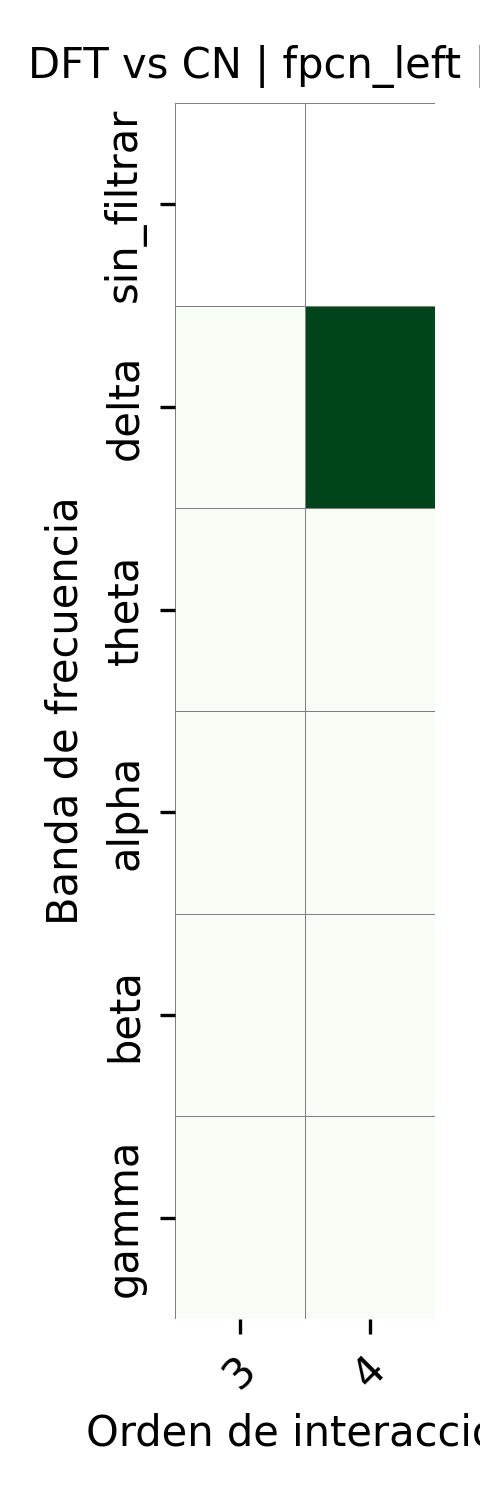 DFT vs CN | fpcn_left |
Banda de frecuencia
sin_filtrar
delta
theta
alpha
beta
gamma
3
4
Orden de interacci